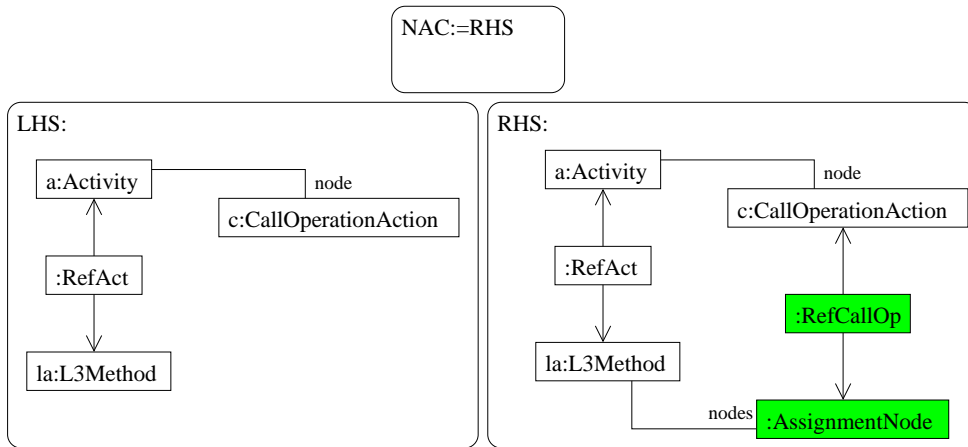 NAC:=RHS
LHS:
a:Activity
node
c:CallOperationAction
:RefAct
la:L3Method
RHS:
a:Activity
node
c:CallOperationAction
:RefAct
:RefCallOp
la:L3Method
nodes
:AssignmentNode